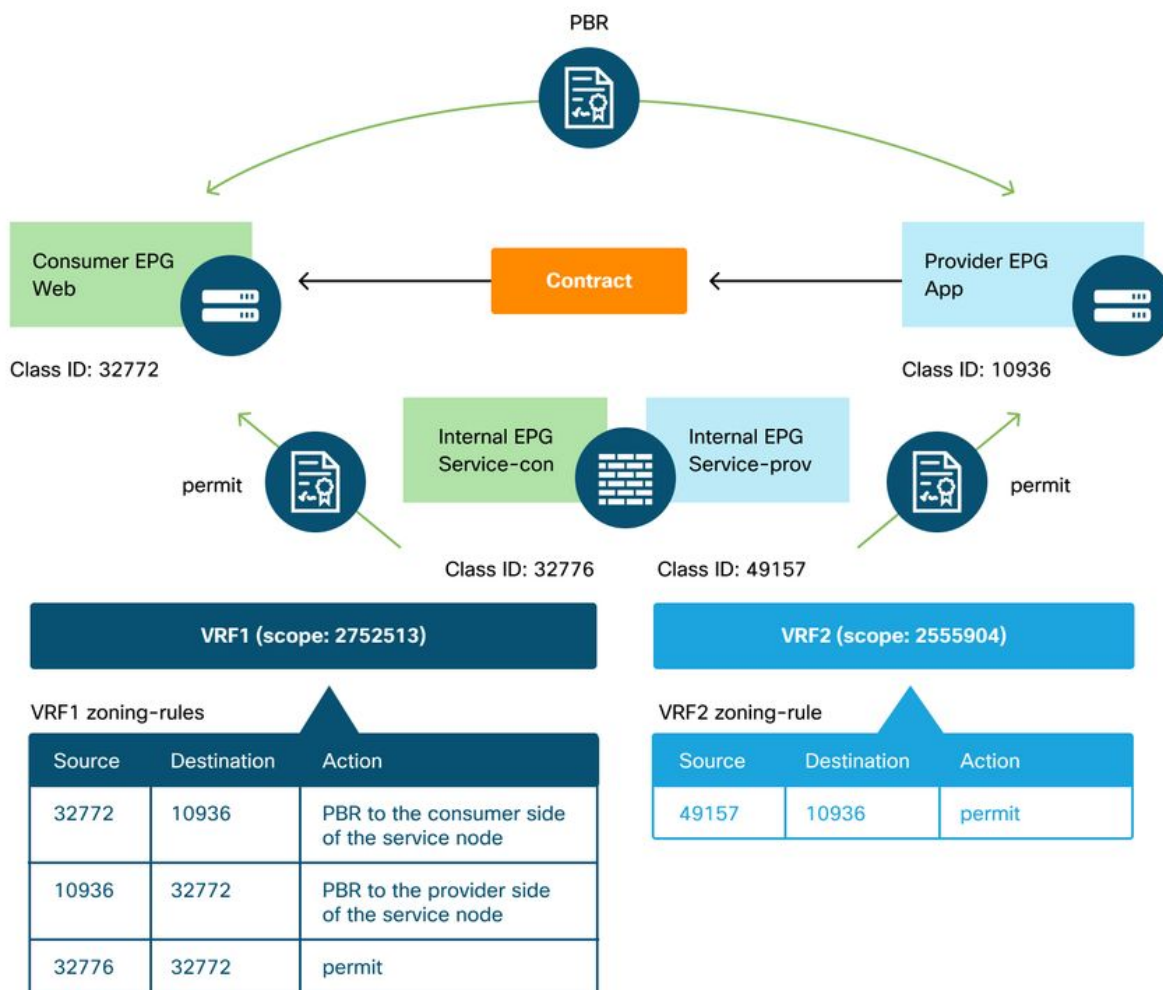 PBR
Consumer EPG
Web
Contract
Provider EPG
App
Class ID: 32772
Class ID: 10936
Internal EPG
Service-con
Internal EPG
Service-prov
permit
permit
Class ID: 32776
Class ID: 49157
VRF1 (scope: 2752513)
VRF2 (scope: 2555904)
VRF1 zoning-rules
Source Destination Action
32772 10936 PBR to the consumer side
of the service node
10936 32772 PBR to the provider side
of the service node
32776 32772 permit
VRF2 zoning-rule
Source Destination Action
49157 10936 permit